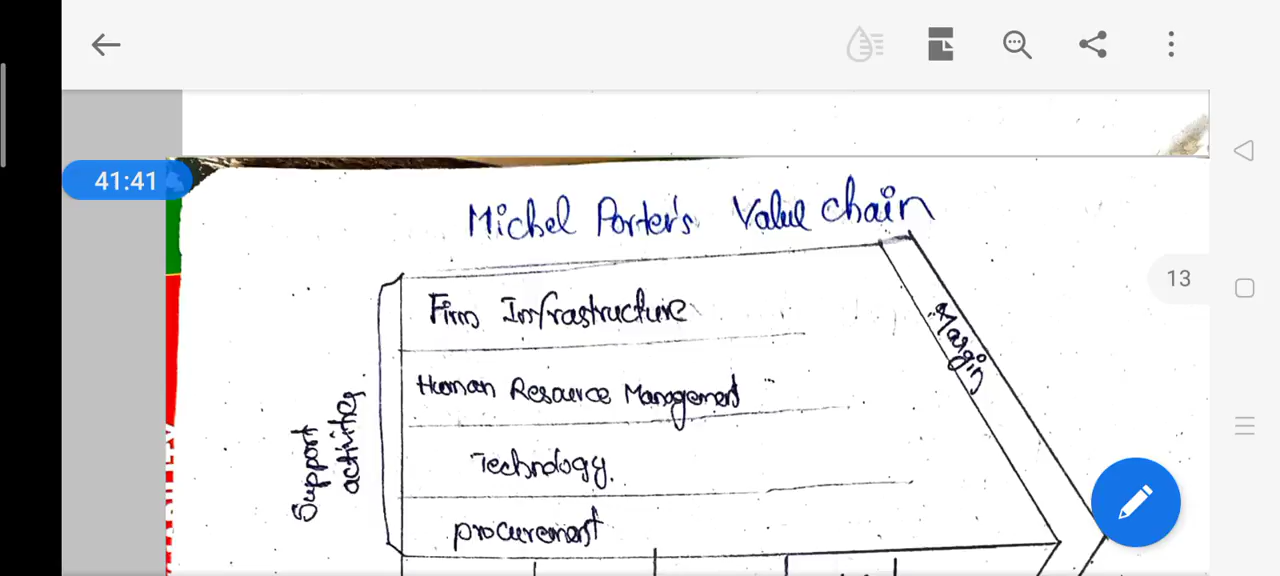 41:41
Michel Porter's Value chain
13
Firm Infrastructure
Margin
Human Resource Management
Support activities
Technology.
procurement